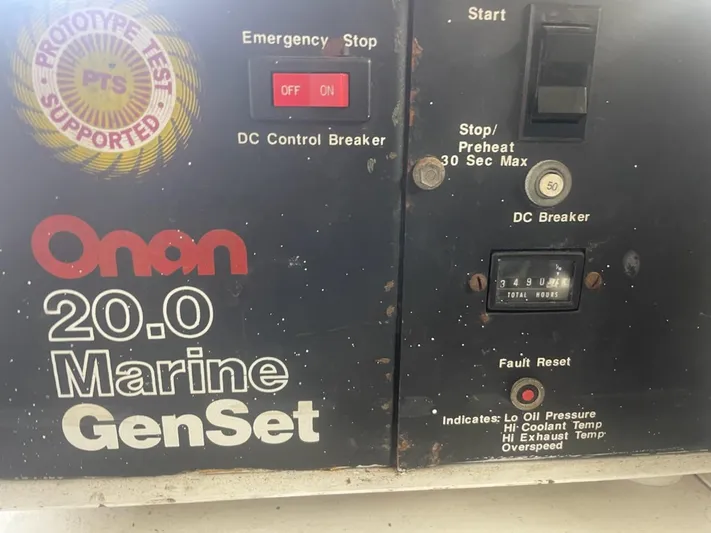 PROTOTYPE TEST
PTS
SUPPORTED
Emergency Stop
OFF ON
DC Control Breaker
Onan
20.0
Marine
GenSet
Start
Stop/
Preheat
30 Sec Max
50
DC Breaker
TOTAL HOURS
Fault Reset
Indicates: Lo Oil Pressure
Hi Coolant Temp
Hi Exhaust Temp
Overspeed